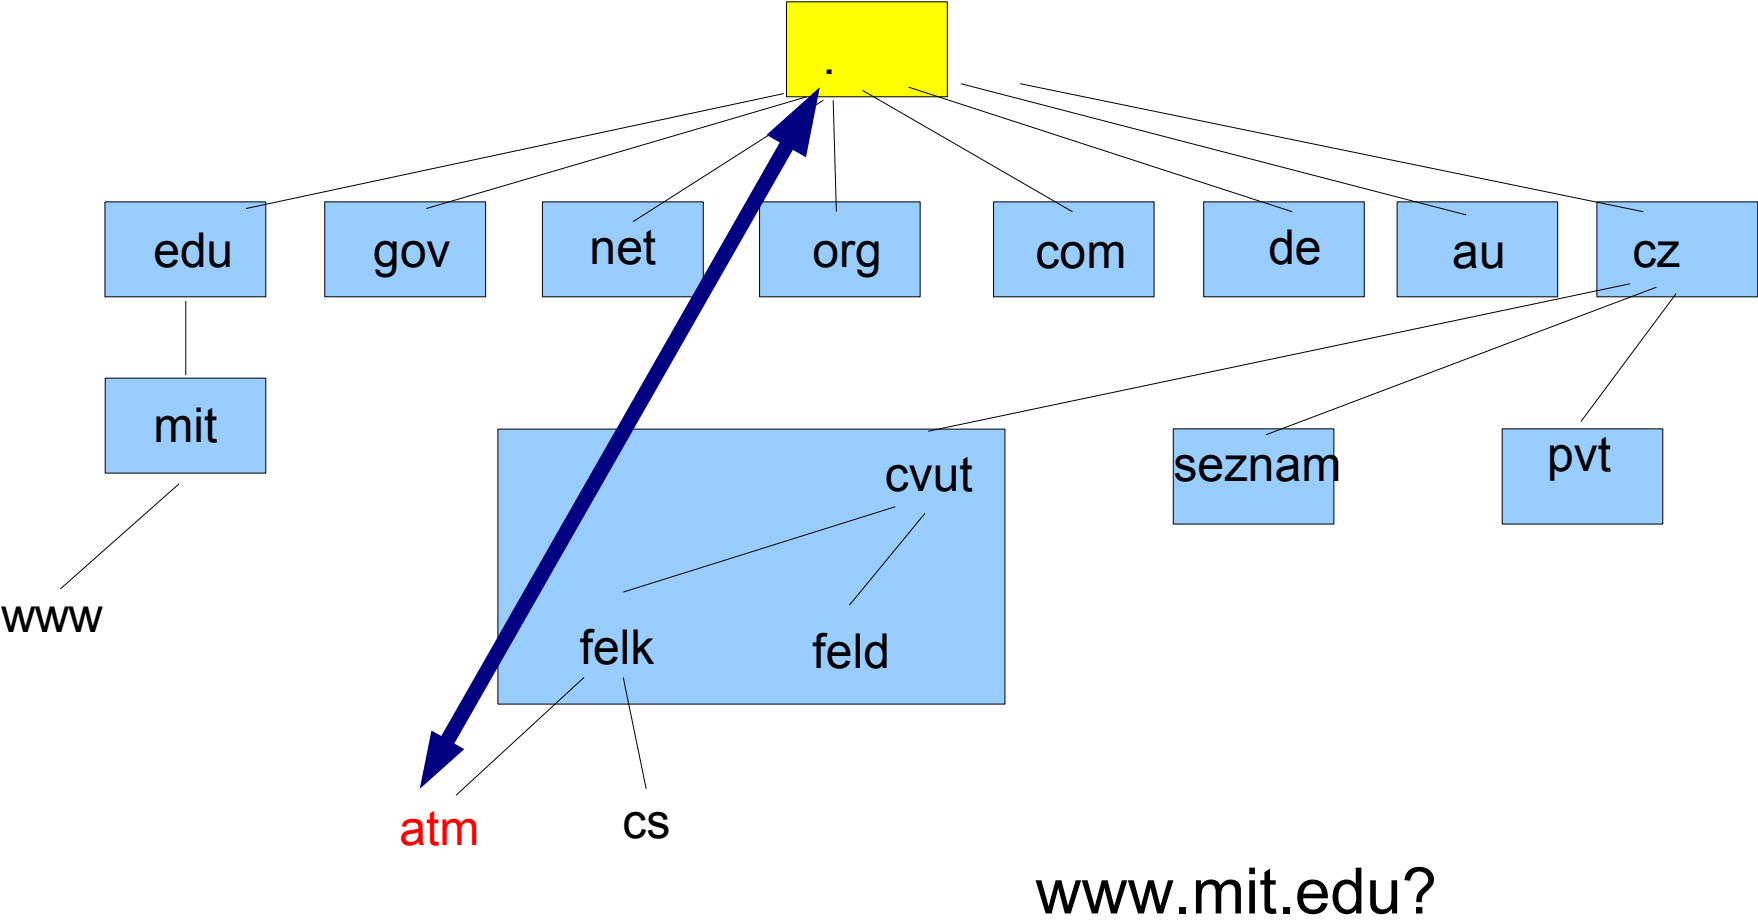 .
edu gov net org com de au cz
mit
cvut seznam pvt
www
felk feld
atm cs
www.mit.edu?